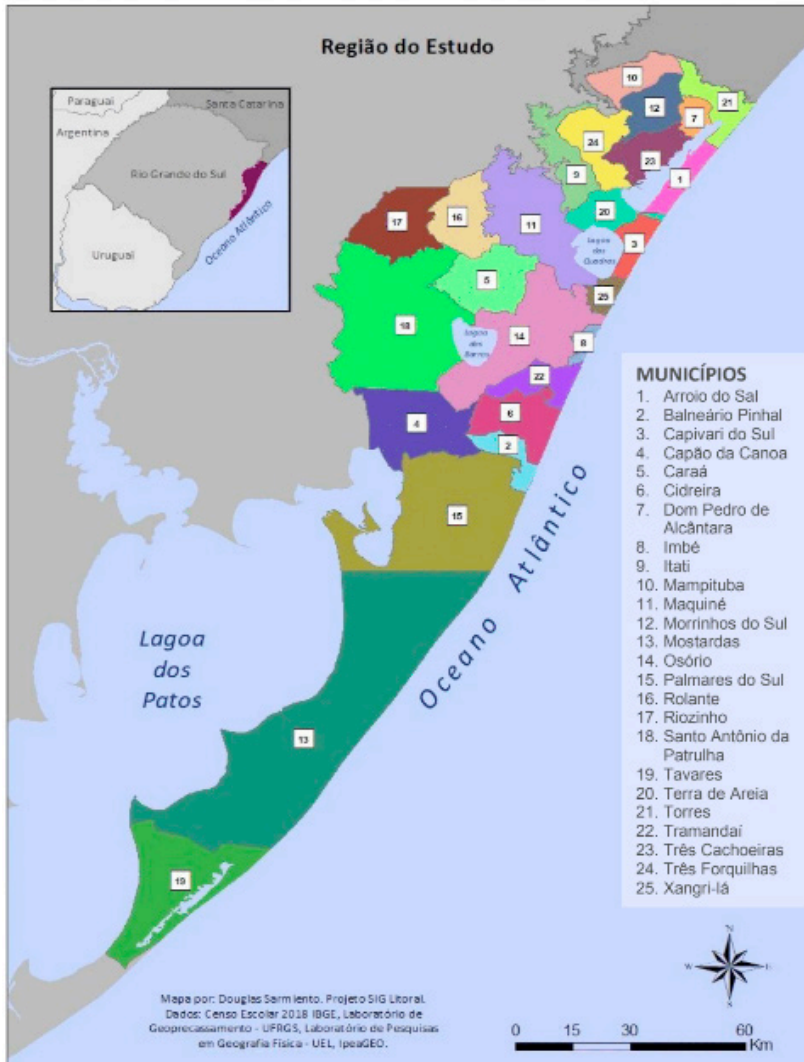 Região do Estudo
Paraguai
Santa Catarina
Argentina
Rio Grande do Sul
Uruguai
Oceano Atlântico
10
12
21
7
24
23
9
1
20
17
16
11
3
Lagoa
dos
Quadros
5
25
18
14
Lagoa
dos
Barros
8
22
6
4
2
15
Oceano Atlântico
Lagoa
dos
Patos
13
19
MUNICÍPIOS
1. Arroio do Sal
2. Balneário Pinhal
3. Capivari do Sul
4. Capão da Canoa
5. Caraá
6. Cidreira
7. Dom Pedro de
Alcântara
8. Imbé
9. Itati
10. Mampituba
11. Maquiné
12. Morrinhos do Sul
13. Mostardas
14. Osório
15. Palmares do Sul
16. Rolante
17. Riozinho
18. Santo Antônio da
Patrulha
19. Tavares
20. Terra de Areia
21. Torres
22. Tramandaí
23. Três Cachoeiras
24. Três Forquilhas
25. Xangri-lá
N
W
E
S
Mapa por: Douglas Sarmiento. Projeto SIG Litoral.
Dados: Censo Escolar 2018 IBGE, Laboratório de
Geoprecassamento - UFRGS, Laboratório de Pesquisas
em Geografia Física - UEL, IpeaGEO.
0 15 30 60
Km